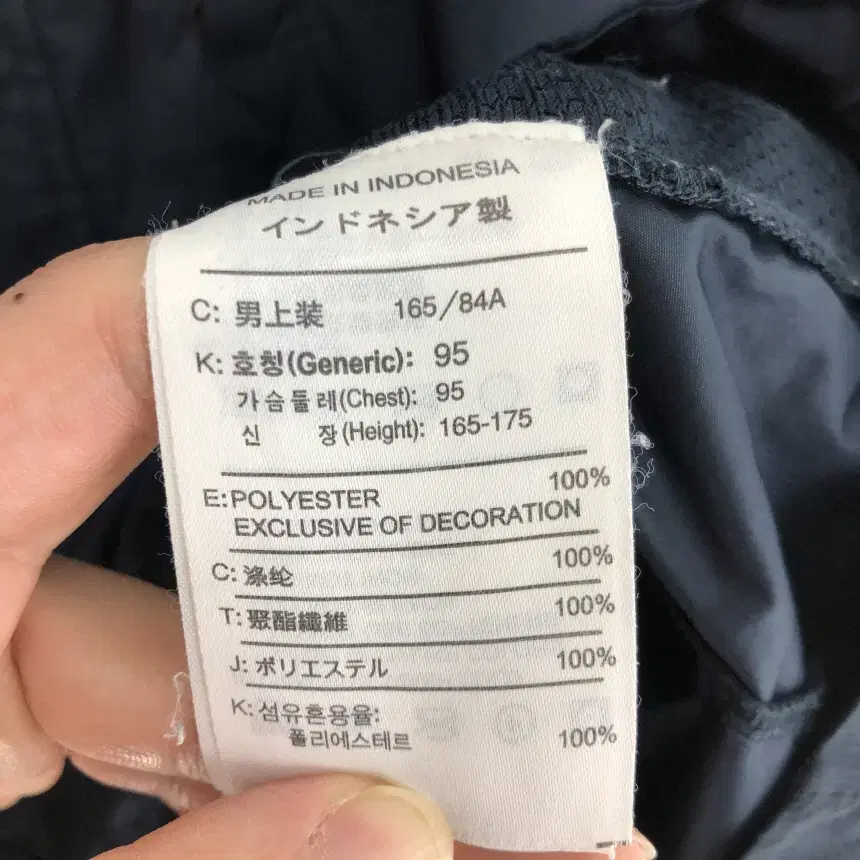 MADE IN INDONESIA
インドネシア製
C: 男上装 165/84A
K: 호칭(Generic): 95
가슴둘레(Chest): 95
신 장(Height): 165-175
100%
E:POLYESTER
EXCLUSIVE OF DECORATION
C: 涤纶 100%
T: 聚酯纖維 100%
J: ポリエステル 100%
K: 섬유혼용율:
폴리에스테르 100%